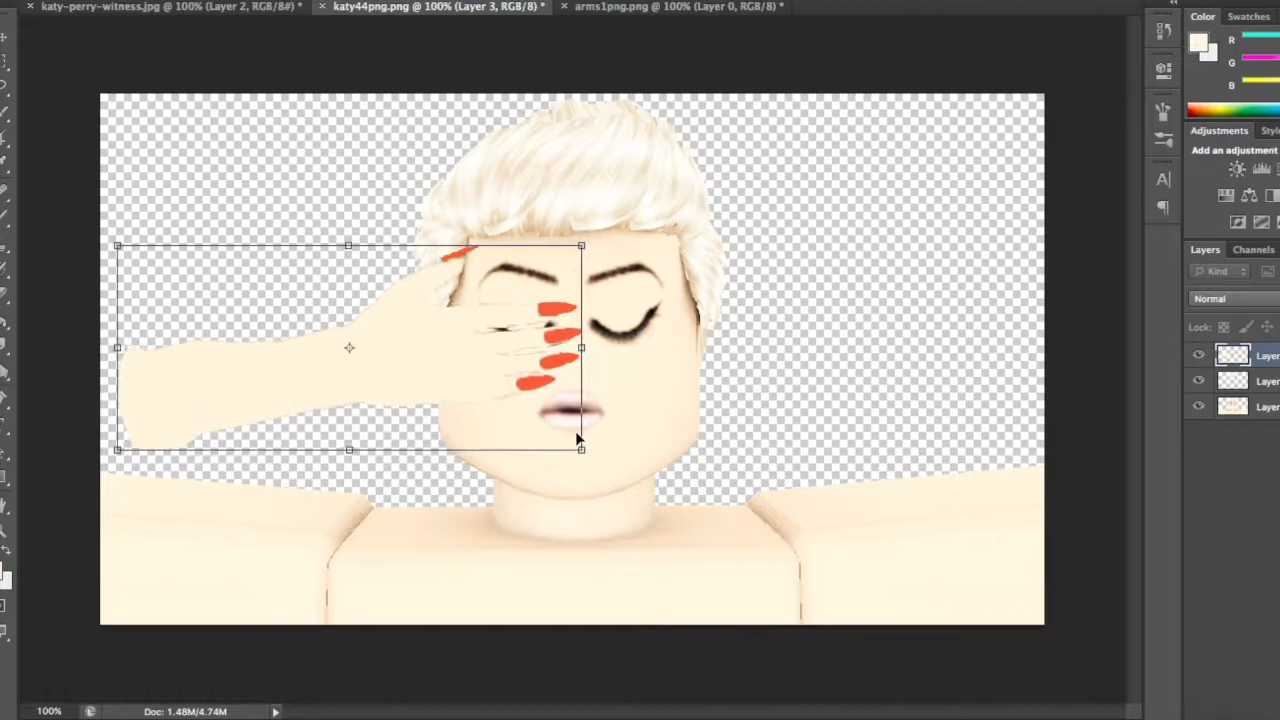 katy-perry-witness.jpg @ 100% (Layer 2, RGB/8#) *
katy44png.png @ 100% (Layer 3, RGB/8) *
arms1png.png @ 100% (Layer 0, RGB/8) *
Color
Swatches
R
G
B
Adjustments
Sty
Add an adjustment
A
Layers
Channels
Kind
Normal
Lock:
Layer
Layer
Layer
100%
Doc: 1.48M/4.74M